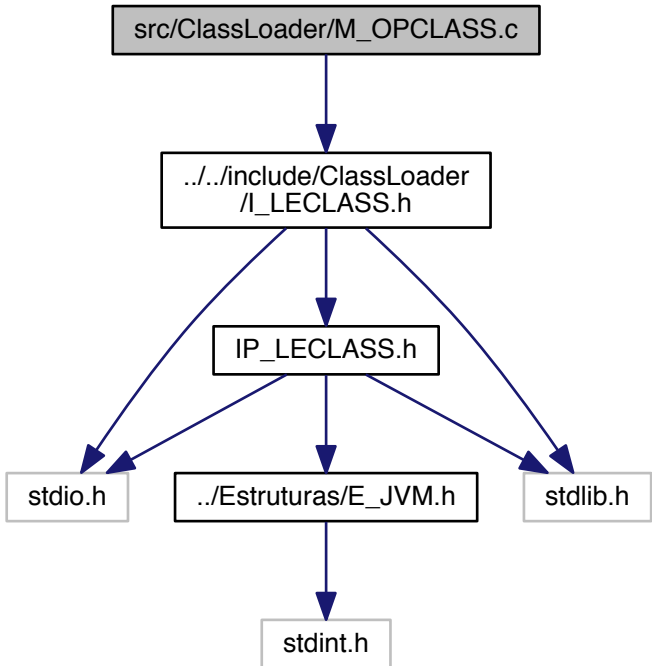 src/ClassLoader/M_OPCLASS.c
../../include/ClassLoader
/I_LECLASS.h
IP_LECLASS.h
stdio.h
../Estruturas/E_JVM.h
stdlib.h
stdint.h